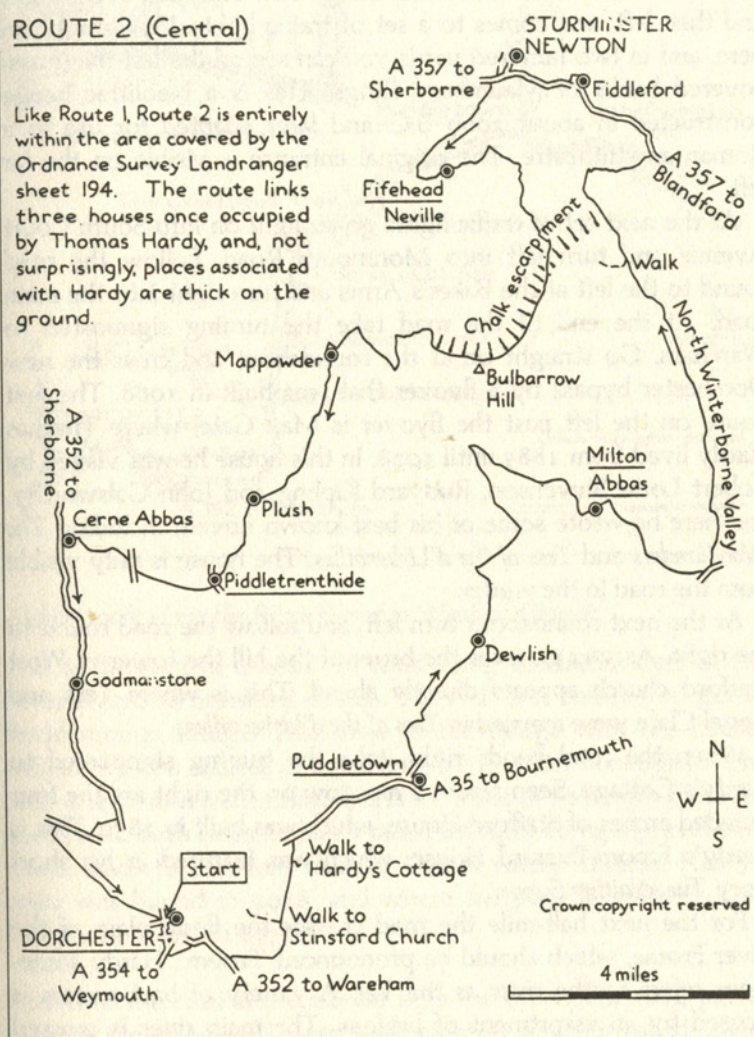 ROUTE 2 (Central)
Like Route 1, Route 2 is entirely
within the area covered by the
Ordnance Survey Landranger
sheet 194. The route links
three houses once occupied
by Thomas Hardy, and, not
surprisingly, places associated
with Hardy are thick on the
ground.
STURMINSTER
NEWTON
A 357 to
Sherborne
Fiddleford
A 357 to
Blandford
Fifehead
Neville
Chalk escarpment
Walk
North Winterborne Valley
Mappowder
Bulbarrow
Hill
A 352 to
Sherborne
Milton
Abbas
Plush
Cerne Abbas
Piddletrenthide
Dewlish
Godmanstone
Puddletown
A 35 to Bournemouth
N
W E
S
Walk to
Hardy's Cottage
Start
Crown copyright reserved
Walk to
Stinsford Church
DORCHESTER
A 354 to
Weymouth
A 352 to Wareham
4 miles